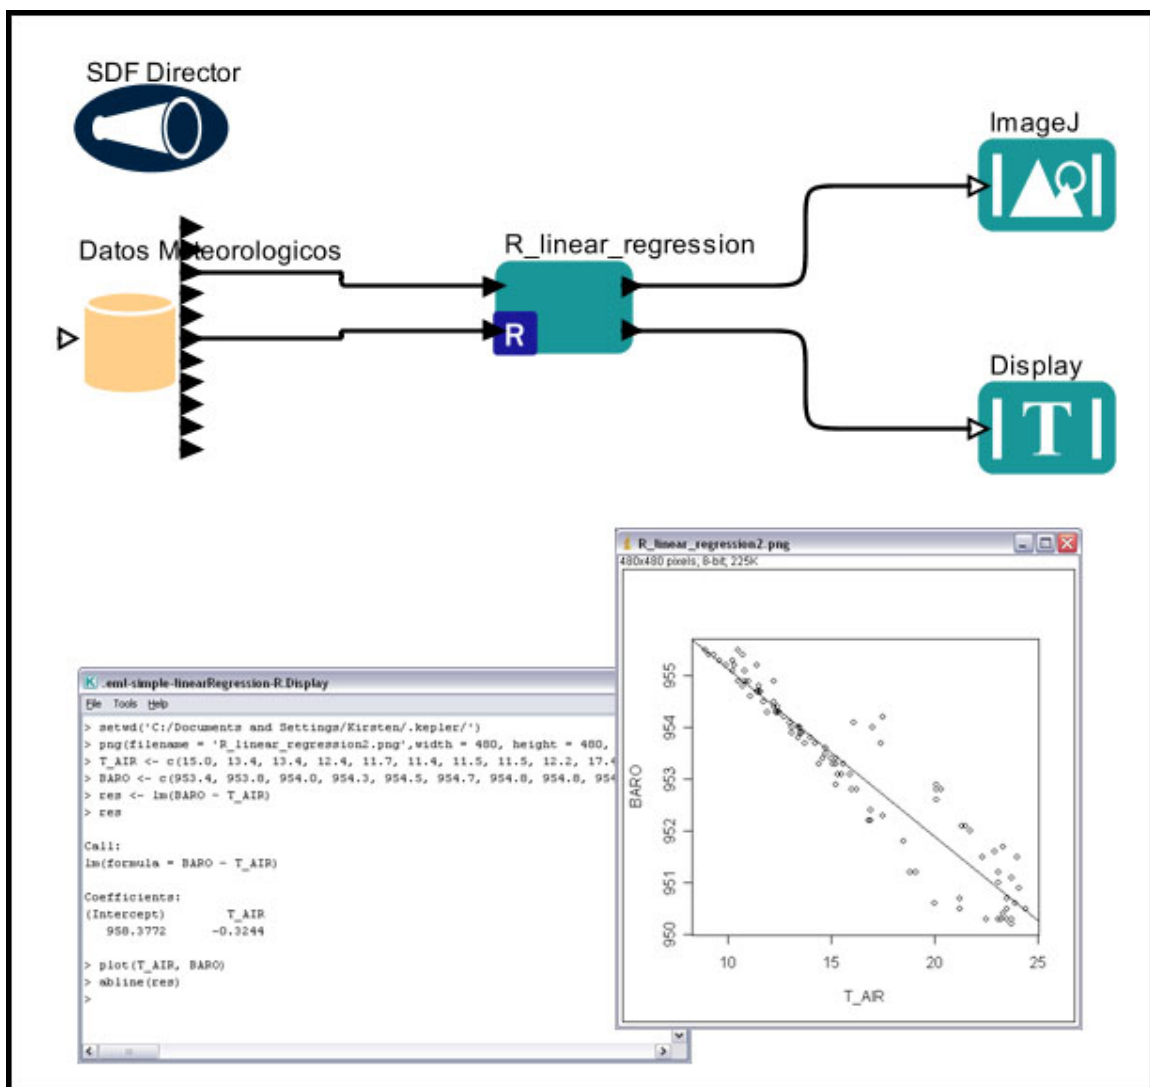 SDF Director
ImageJ
Datos Meteorologicos
R_linear_regression
R
Display
T
R_linear_regression2.png
480x480 pixels; 8-bit; 225K
955
954
953
952
951
950
BARO
10 15 20 25
T_AIR
.eml-simple-linearRegression-R.Display
File Tools Help
> setwd('C:/Documents and Settings/Kirsten/.kepler/')
> png(filename = 'R_linear_regression2.png',width = 480, height = 480,
> T_AIR <- c(15.0, 13.4, 13.4, 12.4, 11.7, 11.4, 11.5, 11.5, 12.2, 17.4
> BARO <- c(953.4, 953.8, 954.0, 954.3, 954.5, 954.7, 954.8, 954.8, 954
> res <- lm(BARO ~ T_AIR)
> res
Call:
lm(formula = BARO ~ T_AIR)
Coefficients:
(Intercept) T_AIR
958.3772 -0.3244
> plot(T_AIR, BARO)
> abline(res)
>